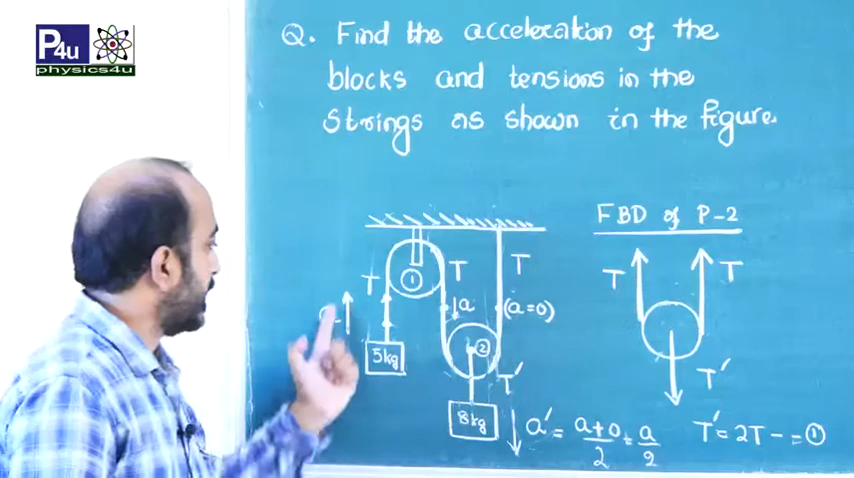 P4u
physics4u
Q. Find the acceleration of the
blocks and tensions in the
strings as shown in the figure.
FBD of P-2
T
T
T
T
T
1
a
(a=0)
5kg
2
T'
T'
8kg
a' = a+0/2 = a/2
T' = 2T - = ①